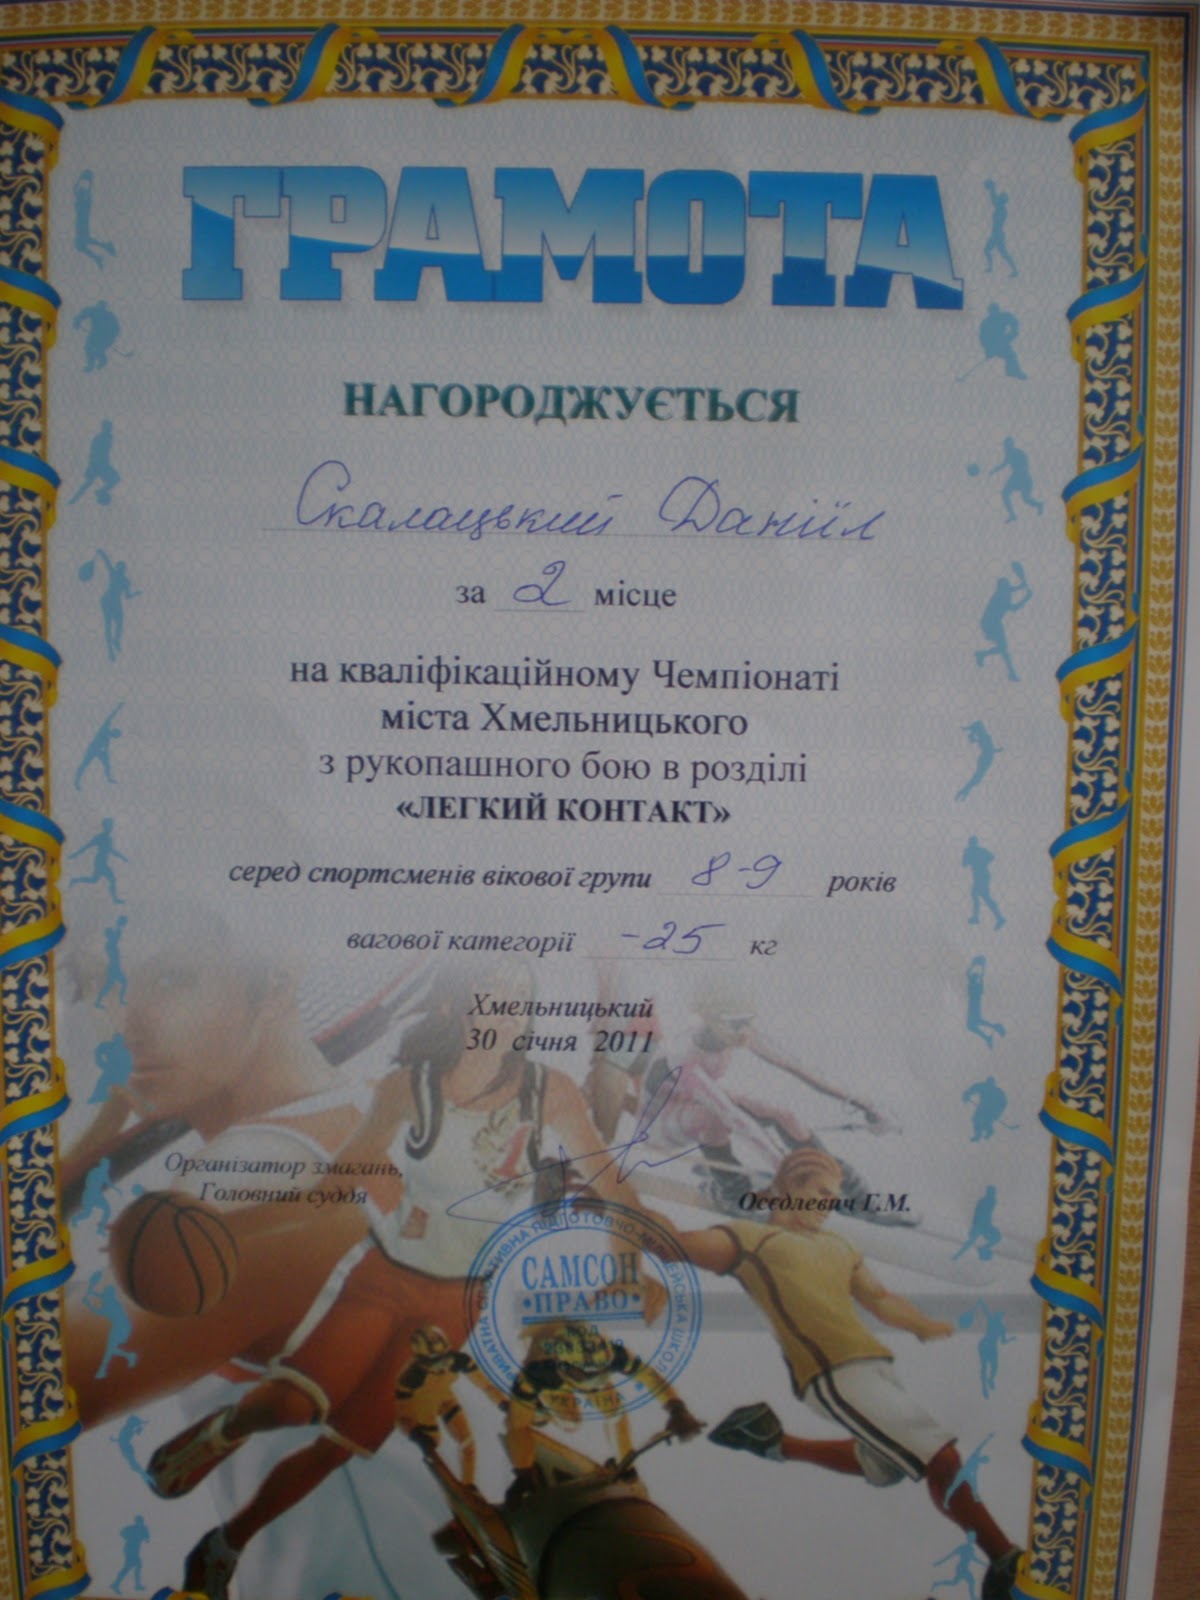 ГРАМОТА
НАГОРОДЖУЄТЬСЯ
Скалацький Даніїл
за 2 місце
на кваліфікаційному Чемпіонаті
міста Хмельницького
з рукопашного бою в розділі
«ЛЕГКИЙ КОНТАКТ»
серед спортсменів вікової групи 8-9 років
вагової категорії -25 кг
Хмельницький
30 січня 2011
Організатор змагань,
Головний суддя
Осєдлевич Г.М.
САМСОН
•ПРАВО•
УКРАЇНА